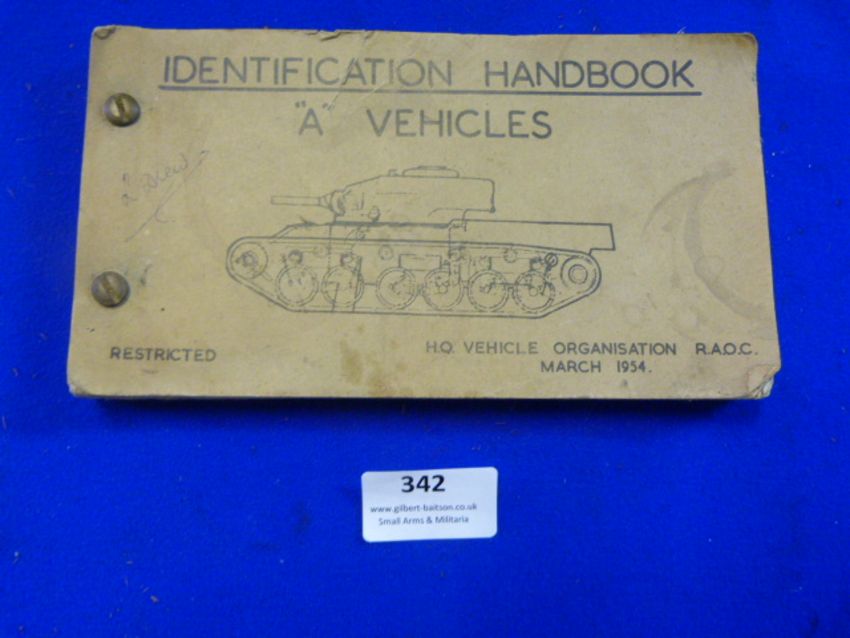 IDENTIFICATION HANDBOOK
"A" VEHICLES
RESTRICTED
H.Q. VEHICLE ORGANISATION R.A.O.C.
MARCH 1954.
342
www.gilbert-baitson.co.uk
Small Arms & Militaria